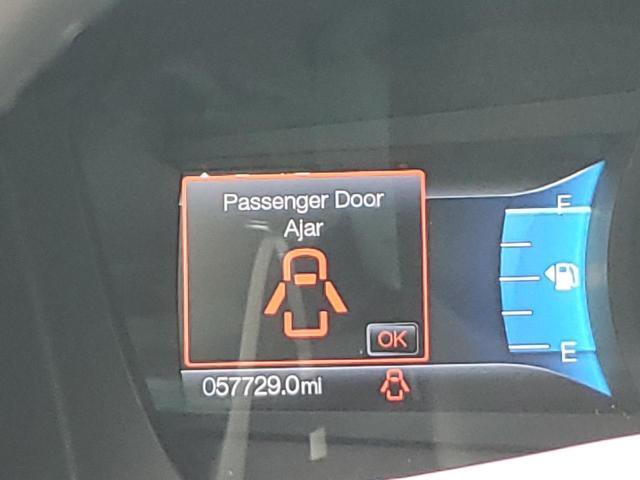 Passenger Door
Ajar
OK
057729.0mi
F
E